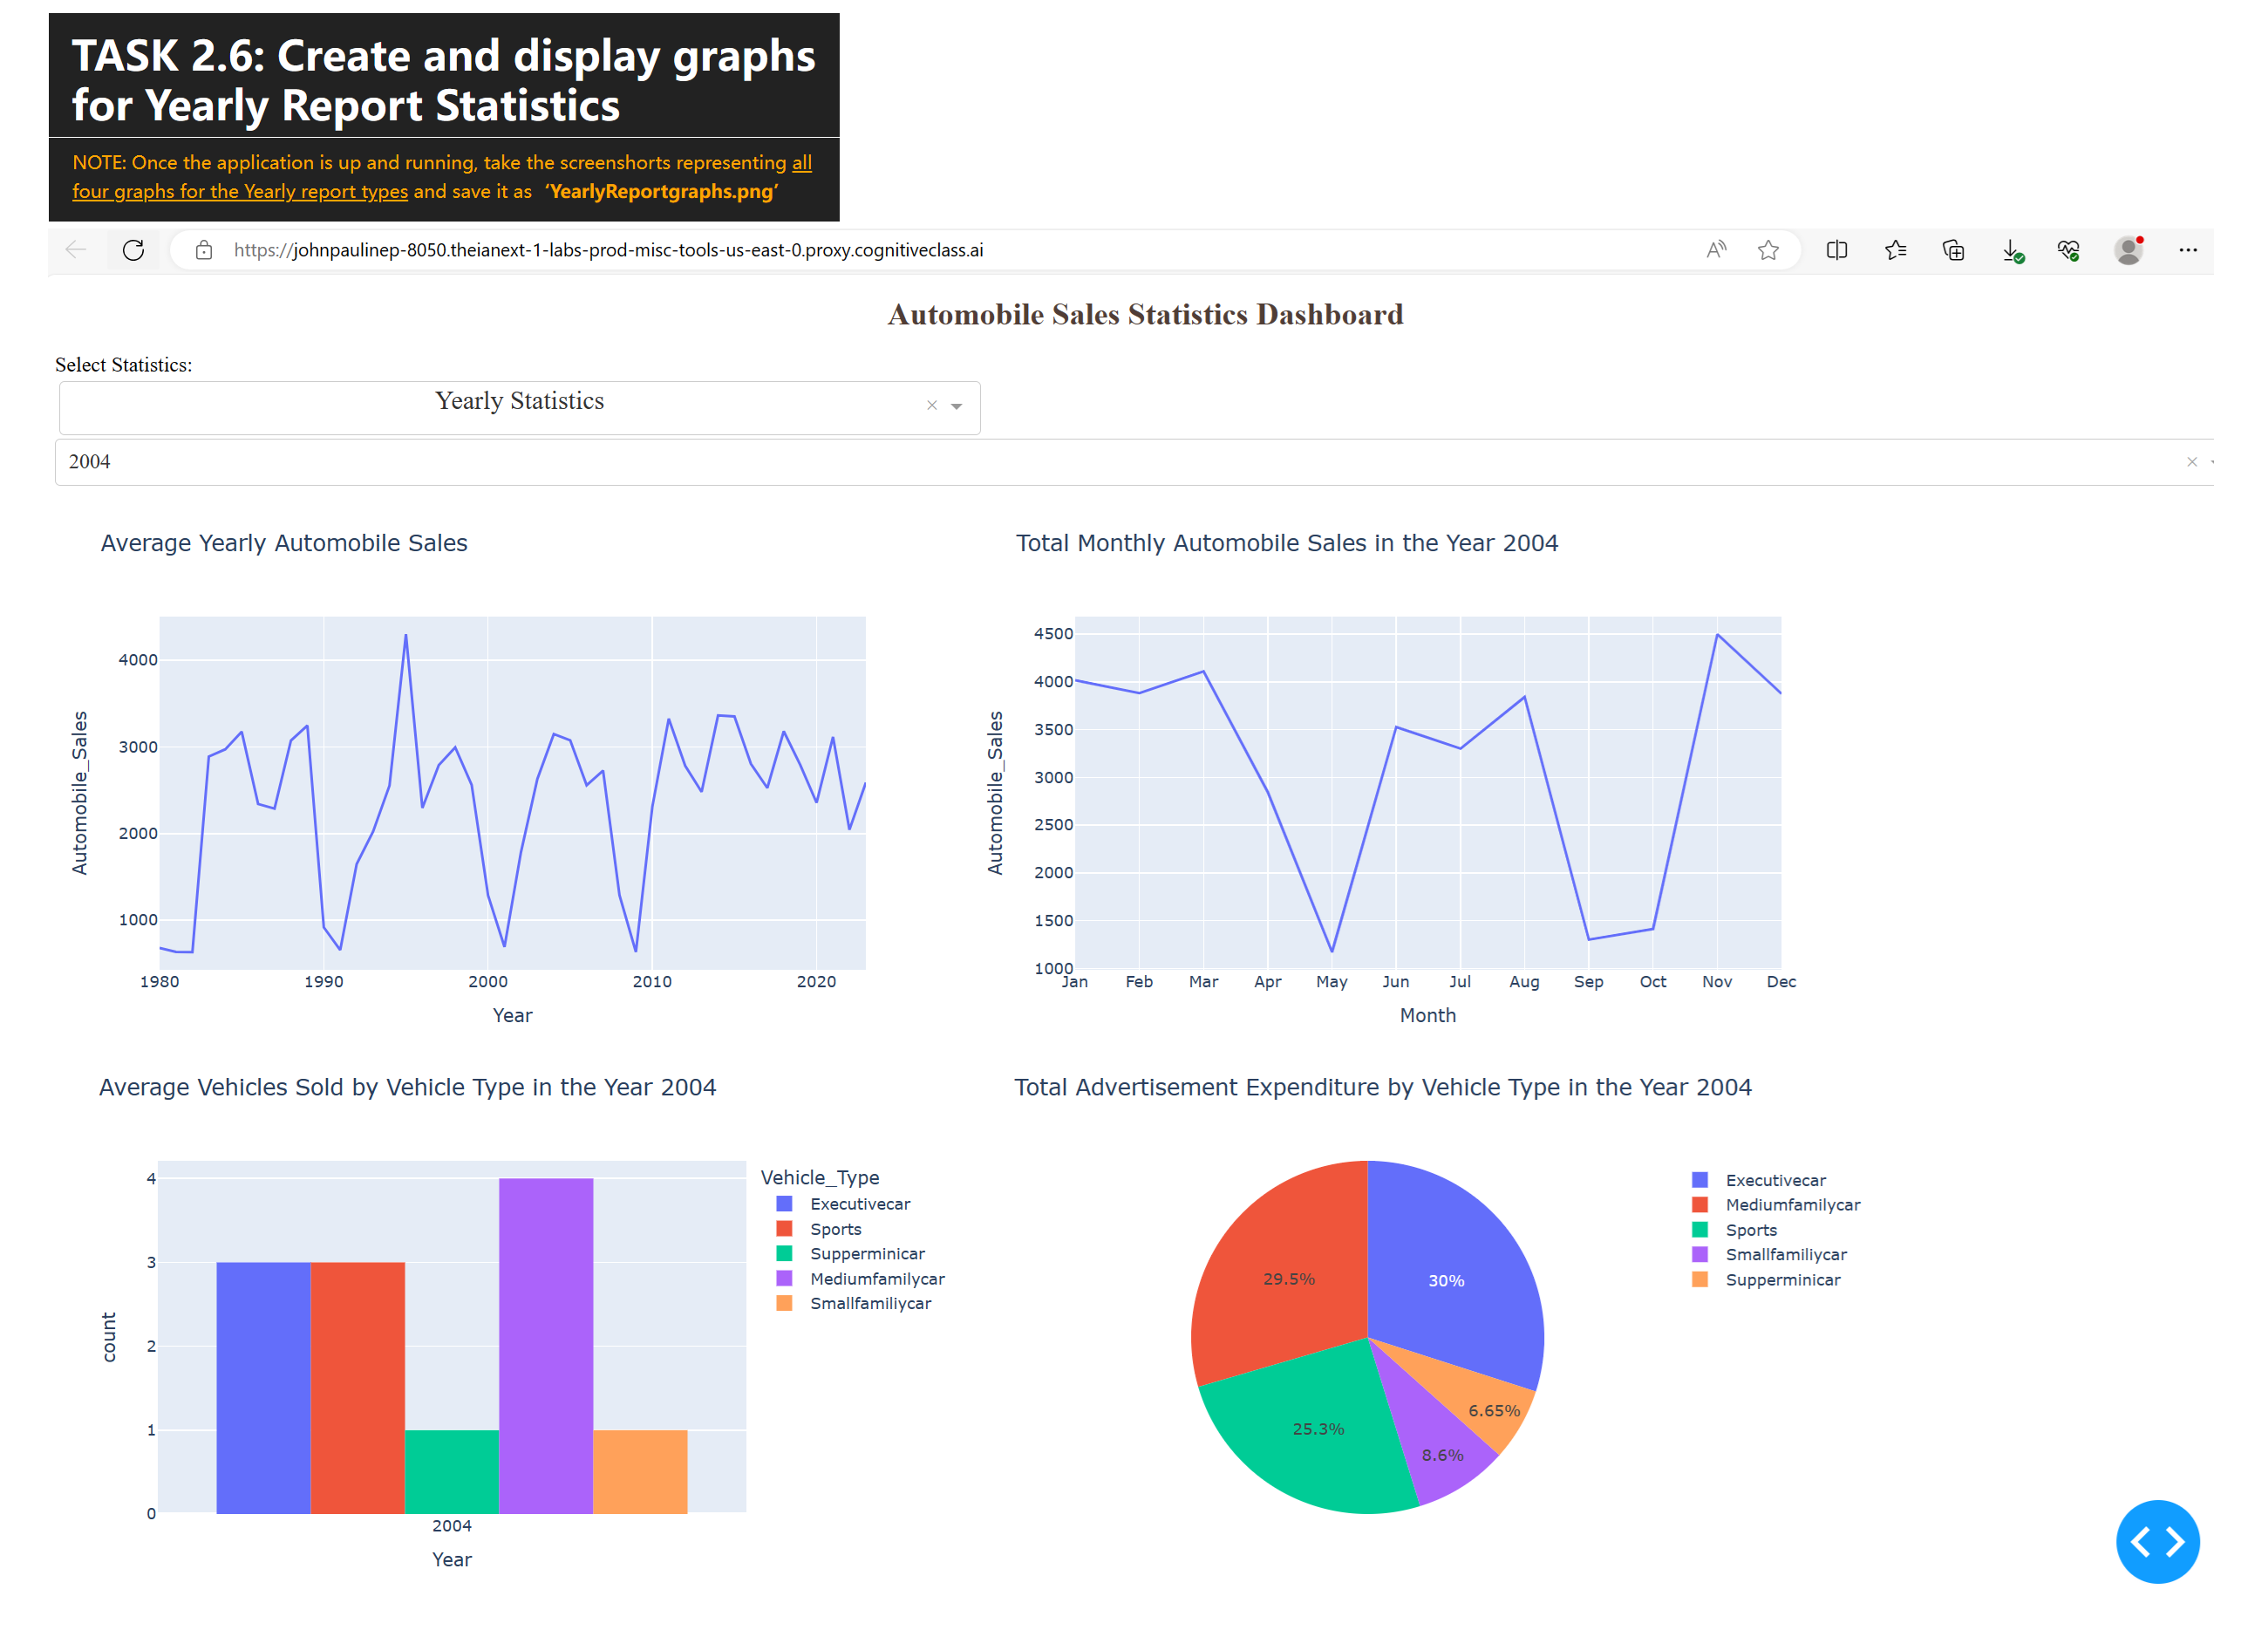 TASK 2.6: Create and display graphs
for Yearly Report Statistics
NOTE: Once the application is up and running, take the screenshorts representing all
four graphs for the Yearly report types and save it as ‘YearlyReportgraphs.png’
https://johnpaulinep-8050.theianext-1-labs-prod-misc-tools-us-east-0.proxy.cognitiveclass.ai
Automobile Sales Statistics Dashboard
Select Statistics:
Yearly Statistics
2004
Average Yearly Automobile Sales
Automobile_Sales
4000
3000
2000
1000
1980 1990 2000 2010 2020
Year
Total Monthly Automobile Sales in the Year 2004
Automobile_Sales
4500
4000
3500
3000
2500
2000
1500
1000
Jan Feb Mar Apr May Jun Jul Aug Sep Oct Nov Dec
Month
Average Vehicles Sold by Vehicle Type in the Year 2004
count
4
3
2
1
0
2004
Year
Vehicle_Type
Executivecar
Sports
Supperminicar
Mediumfamilycar
Smallfamiliycar
Total Advertisement Expenditure by Vehicle Type in the Year 2004
29.5%
30%
25.3%
8.6%
6.65%
Executivecar
Mediumfamilycar
Sports
Smallfamiliycar
Supperminicar